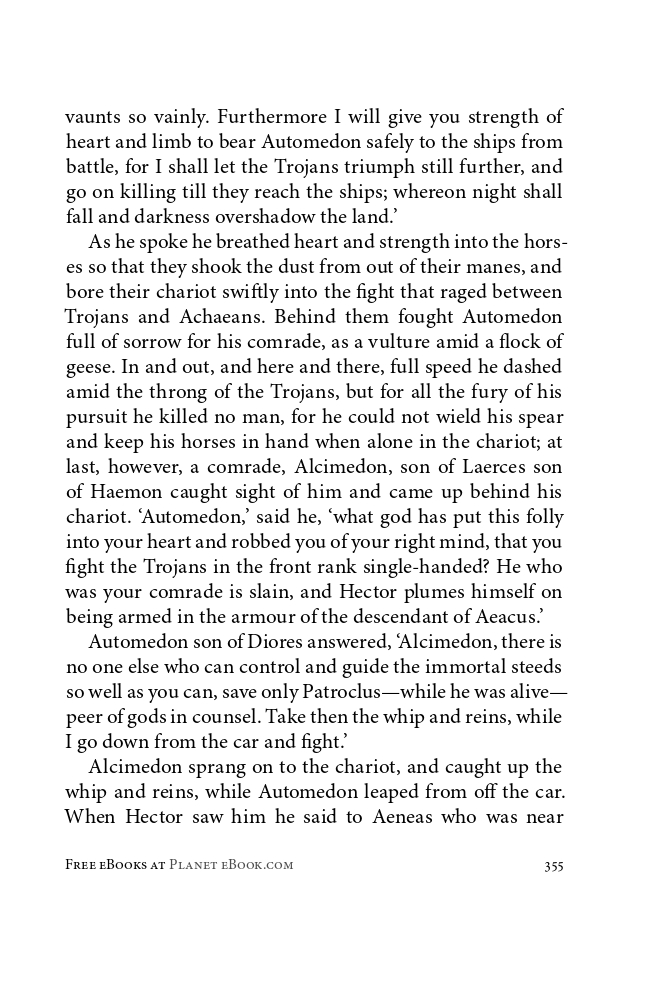 vaunts so vainly. Furthermore I will give you strength of
heart and limb to bear Automedon safely to the ships from
battle, for I shall let the Trojans triumph still further, and
go on killing till they reach the ships; whereon night shall
fall and darkness overshadow the land.’
As he spoke he breathed heart and strength into the hors-
es so that they shook the dust from out of their manes, and
bore their chariot swiftly into the fight that raged between
Trojans and Achaeans. Behind them fought Automedon
full of sorrow for his comrade, as a vulture amid a flock of
geese. In and out, and here and there, full speed he dashed
amid the throng of the Trojans, but for all the fury of his
pursuit he killed no man, for he could not wield his spear
and keep his horses in hand when alone in the chariot; at
last, however, a comrade, Alcimedon, son of Laerces son
of Haemon caught sight of him and came up behind his
chariot. ‘Automedon,’ said he, ‘what god has put this folly
into your heart and robbed you of your right mind, that you
fight the Trojans in the front rank single-handed? He who
was your comrade is slain, and Hector plumes himself on
being armed in the armour of the descendant of Aeacus.’
Automedon son of Diores answered, ‘Alcimedon, there is
no one else who can control and guide the immortal steeds
so well as you can, save only Patroclus—while he was alive—
peer of gods in counsel. Take then the whip and reins, while
I go down from the car and fight.’
Alcimedon sprang on to the chariot, and caught up the
whip and reins, while Automedon leaped from off the car.
When Hector saw him he said to Aeneas who was near
Free eBooks at Planet eBook.com
355